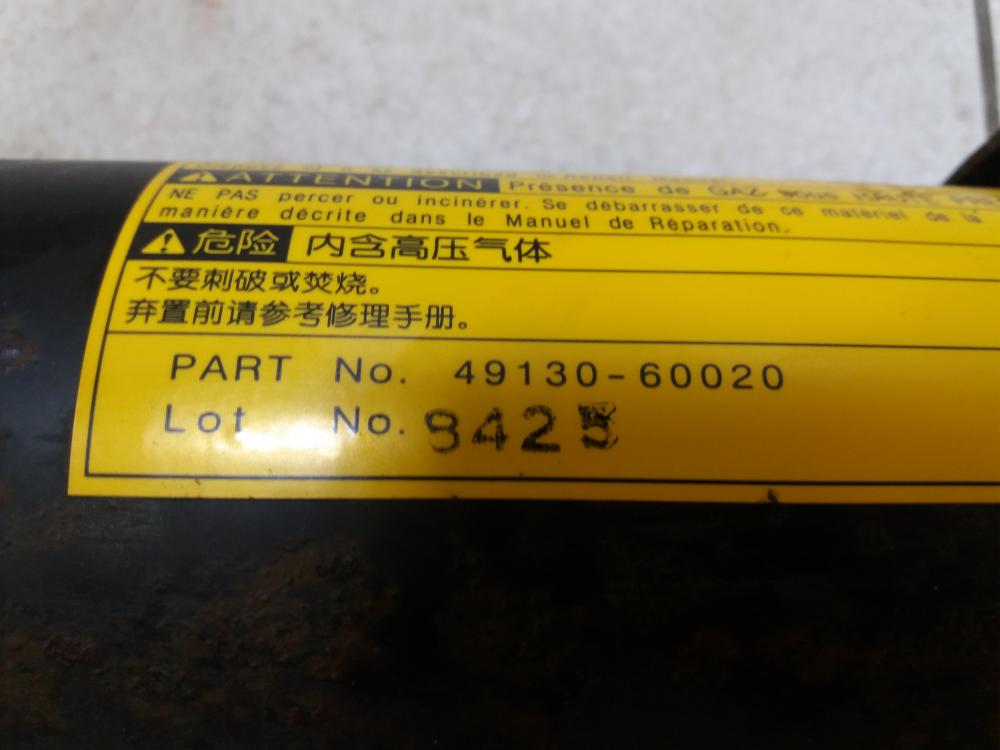 ATTENTION Présence de GAZ sous HAUTE
NE PAS percer ou incinérer. Se débarrasser de ce matériel de la
manière décrite dans le Manuel de Réparation.
危险 内含高压气体
不要刺破或焚烧。
弃置前请参考修理手册。
PART No. 49130-60020
Lot No. 8425